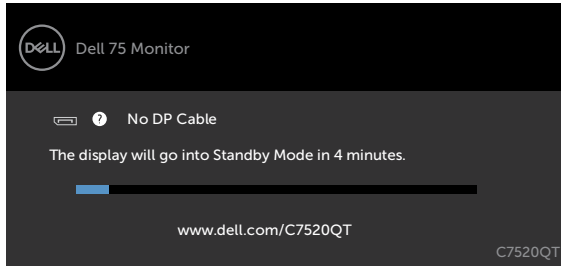 DELL Dell 75 Monitor
? No DP Cable
The display will go into Standby Mode in 4 minutes.
www.dell.com/C7520QT
C7520QT